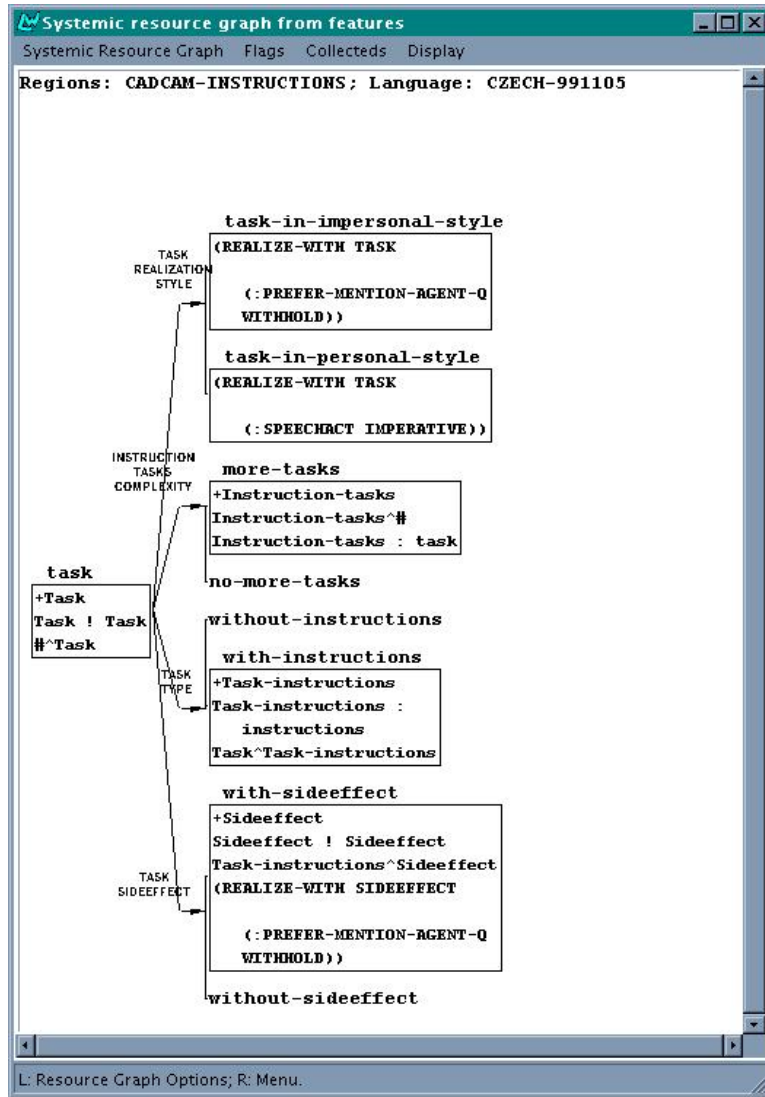 Systemic resource graph from features
Systemic Resource Graph Flags Collecteds Display
Regions: CADCAM-INSTRUCTIONS; Language: CZECH-991105
task-in-impersonal-style
(REALIZE-WITH TASK
(:PREFER-MENTION-AGENT-Q
WITHHOLD))
TASK
REALIZATION
STYLE
task-in-personal-style
(REALIZE-WITH TASK
(:SPEECHACT IMPERATIVE))
INSTRUCTION
TASKS
COMPLEXITY
more-tasks
+Instruction-tasks
Instruction-tasks^#
Instruction-tasks : task
no-more-tasks
task
+Task
Task ! Task
#^Task
without-instructions
with-instructions
TASK
TYPE
+Task-instructions
Task-instructions :
instructions
Task^Task-instructions
with-sideeffect
+Sideeffect
Sideeffect ! Sideeffect
Task-instructions^Sideeffect
(REALIZE-WITH SIDEEFFECT
(:PREFER-MENTION-AGENT-Q
WITHHOLD))
TASK
SIDEEFFECT
without-sideeffect
L: Resource Graph Options; R: Menu.